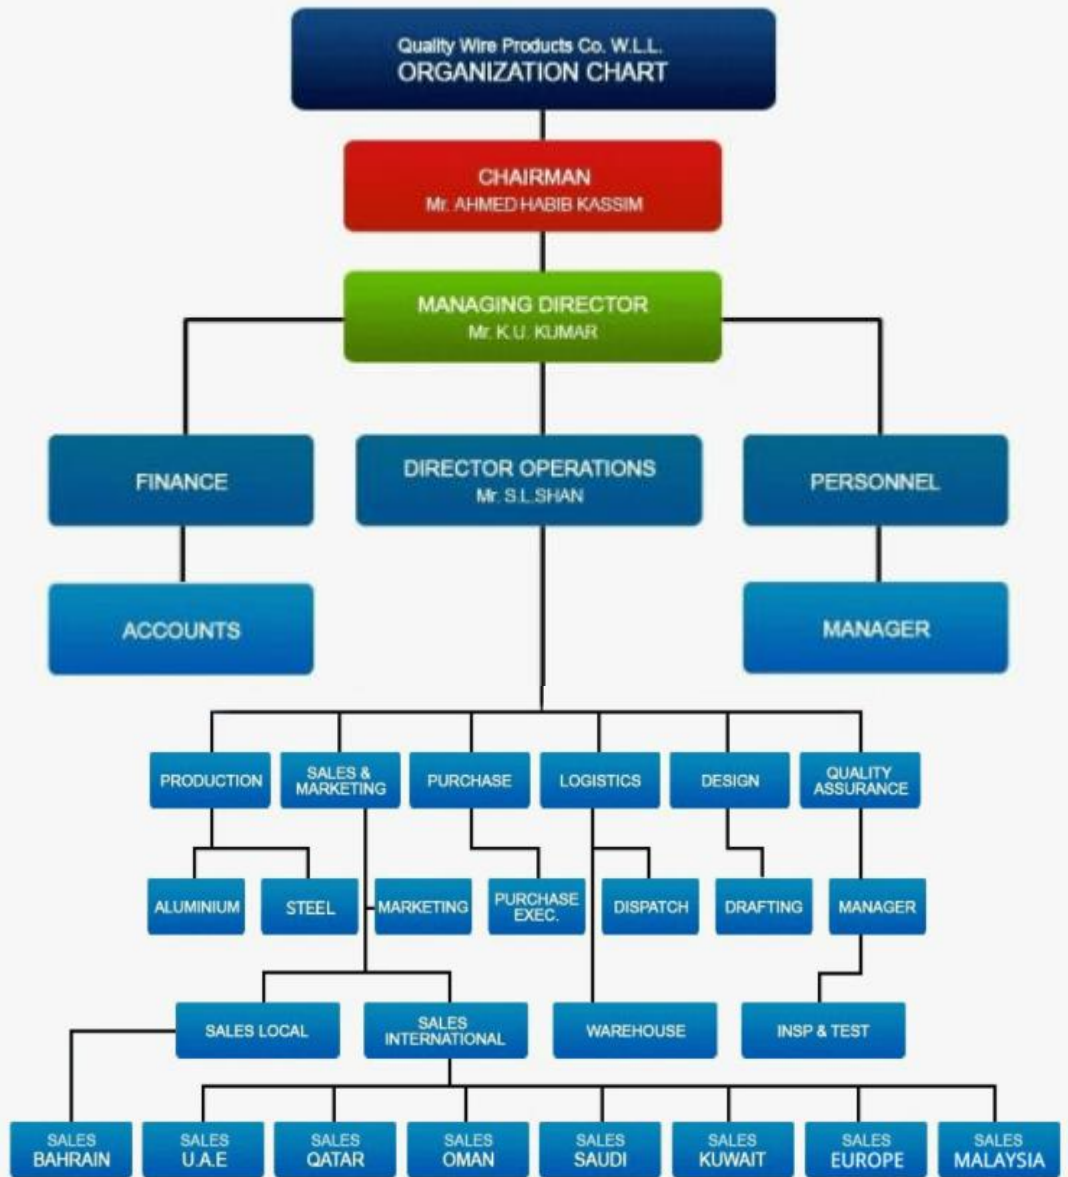 Quality Wire Products Co. W.L.L.
ORGANIZATION CHART
CHAIRMAN
Mr. AHMED HABIB KASSIM
MANAGING DIRECTOR
Mr. K.U. KUMAR
FINANCE
DIRECTOR OPERATIONS
Mr. S.L.SHAN
PERSONNEL
ACCOUNTS
MANAGER
PRODUCTION
SALES &
MARKETING
PURCHASE
LOGISTICS
DESIGN
QUALITY
ASSURANCE
ALUMINIUM
STEEL
MARKETING
PURCHASE
EXEC.
DISPATCH
DRAFTING
MANAGER
SALES LOCAL
SALES
INTERNATIONAL
WAREHOUSE
INSP & TEST
SALES
BAHRAIN
SALES
U.A.E
SALES
QATAR
SALES
OMAN
SALES
SAUDI
SALES
KUWAIT
SALES
EUROPE
SALES
MALAYSIA